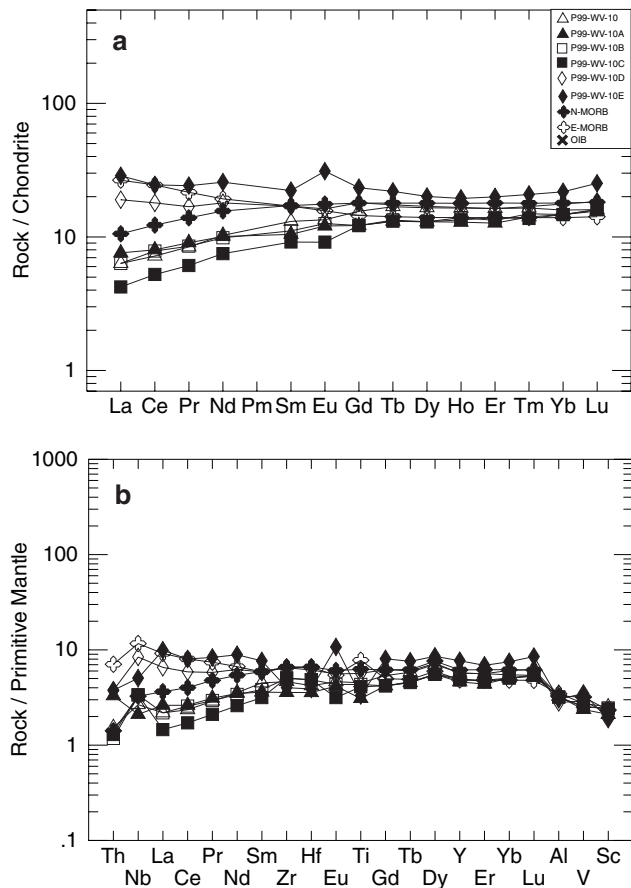 a
P99-WV-10
P99-WV-10A
P99-WV-10B
P99-WV-10C
P99-WV-10D
P99-WV-10E
N-MORB
E-MORB
OIB
Rock / Chondrite
100
10
1
La Ce Pr Nd Pm Sm Eu Gd Tb Dy Ho Er Tm Yb Lu
b
Rock / Primitive Mantle
1000
100
10
1
.1
Th La Pr Sm Hf Ti Tb Y Yb Al Sc
Nb Ce Nd Zr Eu Gd Dy Er Lu V